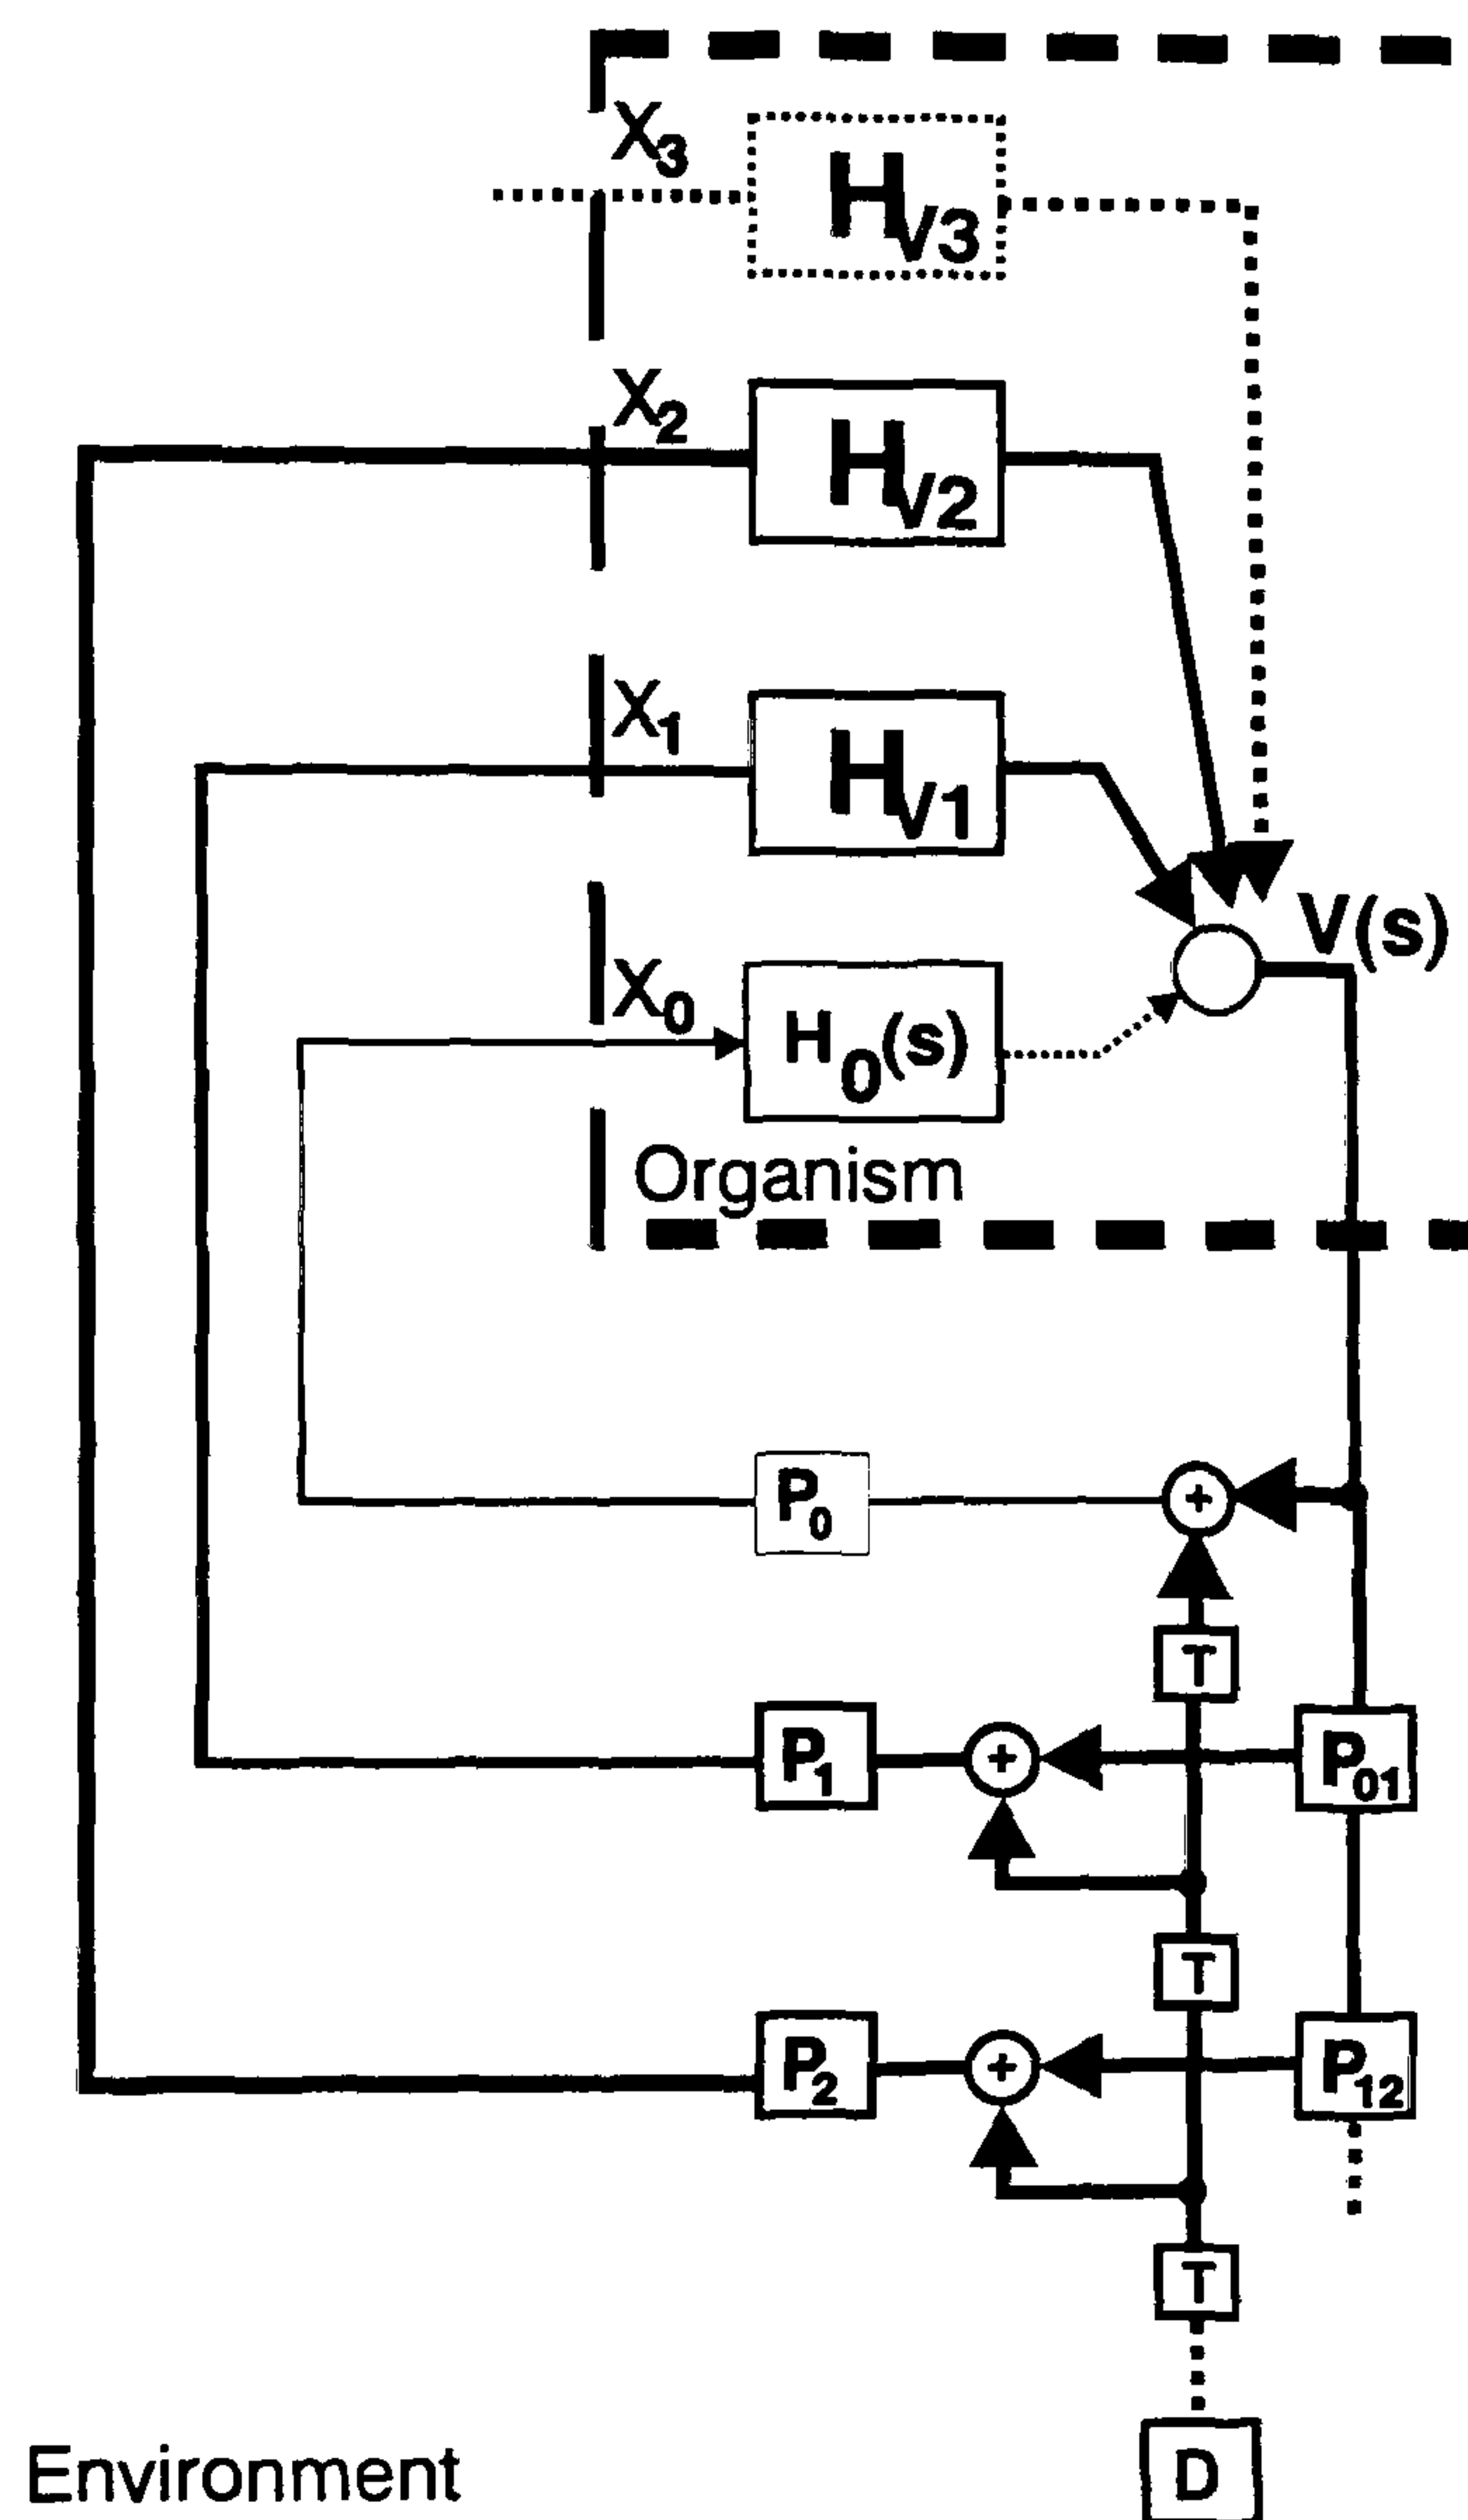 X3
HV3
X2
HV2
X1
HV1
V(s)
X0
H0(s)
Organism
P0
+
T
P1
+
P01
T
P2
+
P12
T
D
Environment